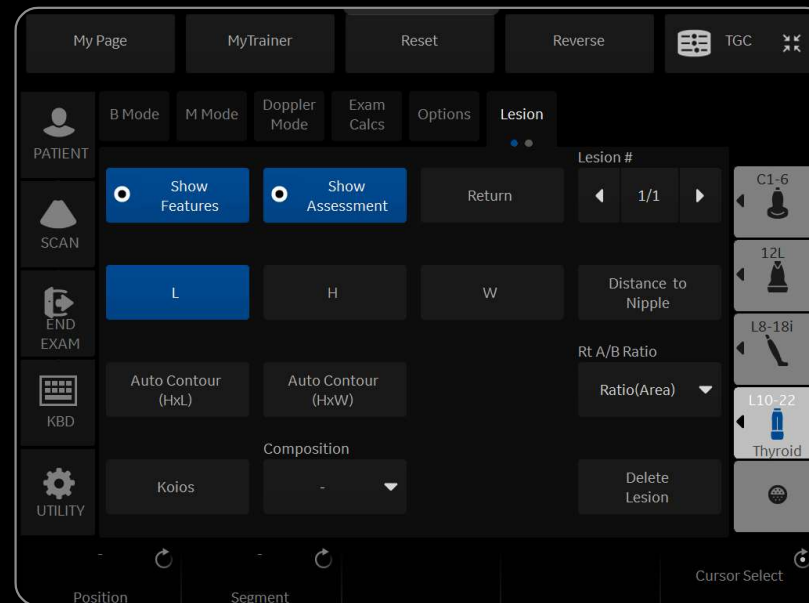 My Page
MyTrainer
Reset
Reverse
TGC
PATIENT
SCAN
END
EXAM
KBD
UTILITY
B Mode
M Mode
Doppler
Mode
Exam
Calcs
Options
Lesion
Show
Features
Show
Assessment
Return
Lesion #
1/1
L
H
W
Distance to
Nipple
Auto Contour
(HxL)
Auto Contour
(HxW)
Rt A/B Ratio
Ratio(Area)
Koios
Composition
-
Delete
Lesion
C1-6
12L
L8-18i
L10-22
Thyroid
-
Position
-
Segment
Cursor Select